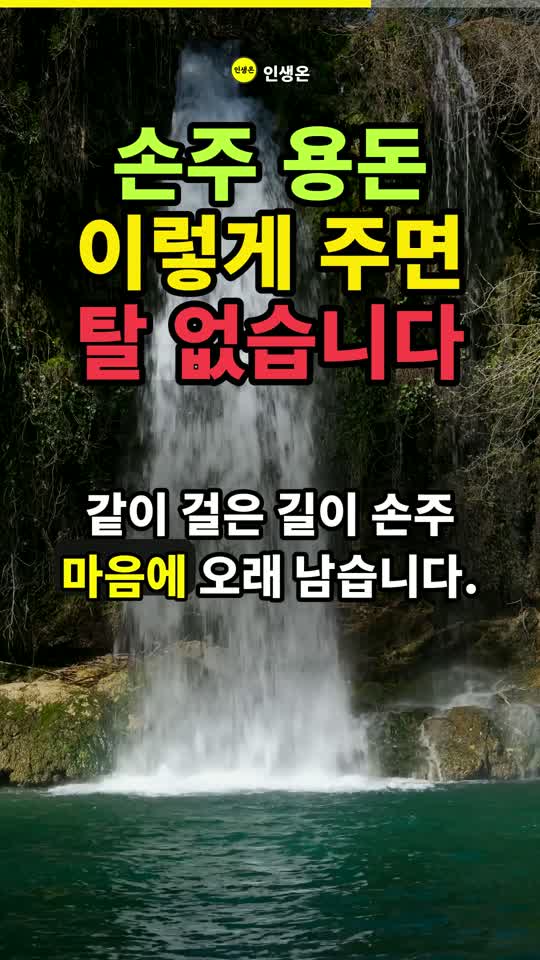 인생온 인생온
손주 용돈
이렇게 주면
탈 없습니다
같이 걸은 길이 손주
마음에 오래 남습니다.